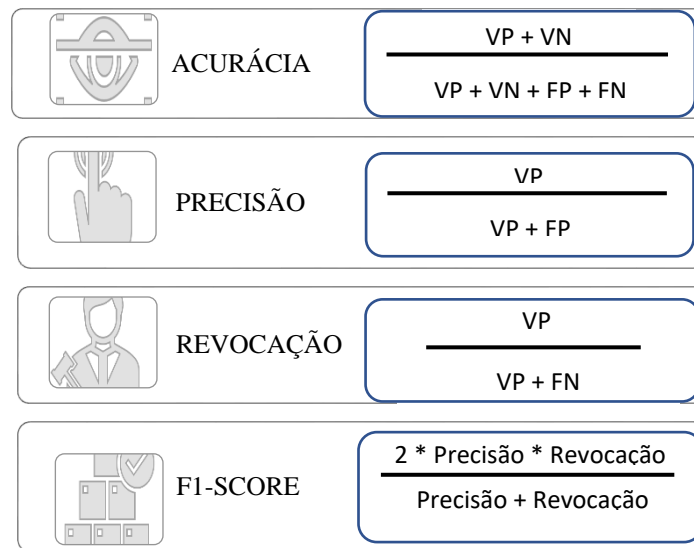 ACURÁCIA
VP + VN
VP + VN + FP + FN
PRECISÃO
VP
VP + FP
REVOCAÇÃO
VP
VP + FN
F1-SCORE
2 * Precisão * Revocação
Precisão + Revocação